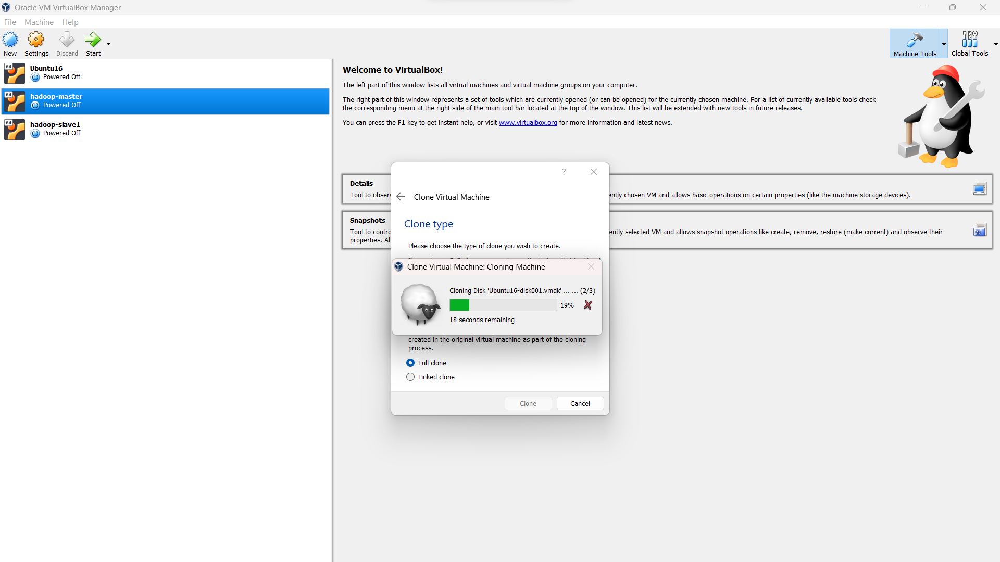 Oracle VM VirtualBox Manager
File Machine Help
New Settings Discard Start
Machine Tools Global Tools
64 Ubuntu16
Powered Off
64 hadoop-master
Powered Off
64 hadoop-slave1
Powered Off
Welcome to VirtualBox!
The left part of this window lists all virtual machines and virtual machine groups on your computer.
The right part of this window represents a set of tools which are currently opened (or can be opened) for the currently chosen machine. For a list of currently available tools check
the corresponding menu at the right side of the main tool bar located at the top of the window. This list will be extended with new tools in future releases.
You can press the F1 key to get instant help, or visit www.virtualbox.org for more information and latest news.
Details
Tool to obser
ently chosen VM and allows basic operations on certain properties (like the machine storage devices).
Snapshots
Tool to contro
ently selected VM and allows snapshot operations like create, remove, restore (make current) and observe their
properties. All
?
Clone Virtual Machine
Clone type
Please choose the type of clone you wish to create.
Clone Virtual Machine: Cloning Machine
Cloning Disk 'Ubuntu16-disk001.vmdk' ... ... (2/3)
19%
18 seconds remaining
created in the original virtual machine as part of the cloning
process.
Full clone
Linked clone
Clone Cancel